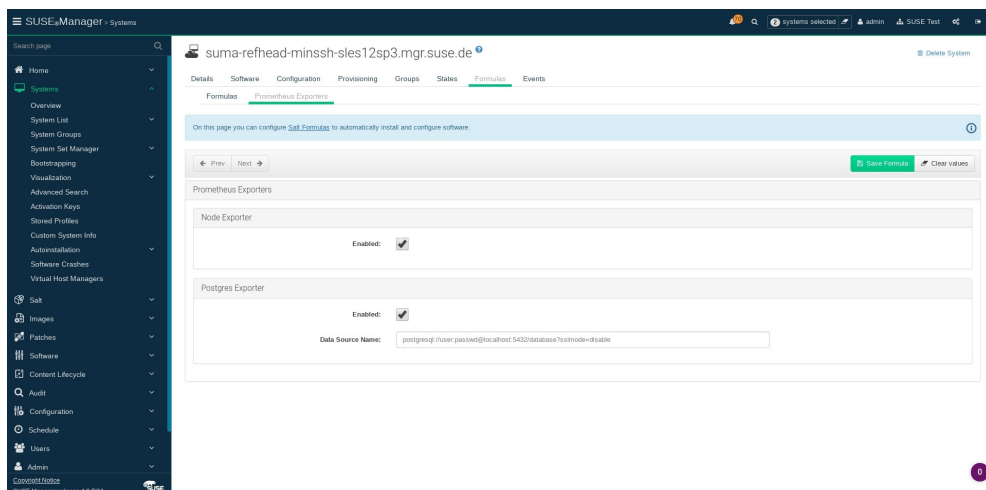 SUSE®Manager > Systems
2 systems selected
admin
SUSE Test
Search page
Home
Systems
Overview
System List
System Groups
System Set Manager
Bootstrapping
Visualization
Advanced Search
Activation Keys
Stored Profiles
Custom System Info
Autoinstallation
Software Crashes
Virtual Host Managers
Salt
Images
Patches
Software
Content Lifecycle
Audit
Configuration
Schedule
Users
Admin
Copyright Notice
SUSE
suma-refhead-minssh-sles12sp3.mgr.suse.de ?
Delete System
Details Software Configuration Provisioning Groups States Formulas Events
Formulas Prometheus Exporters
On this page you can configure Salt Formulas to automatically install and configure software.
Prev Next Save Formula Clear values
Prometheus Exporters
Node Exporter
Enabled:
Postgres Exporter
Enabled:
Data Source Name: postgresql://user:passwd@localhost:5432/database?sslmode=disable
0